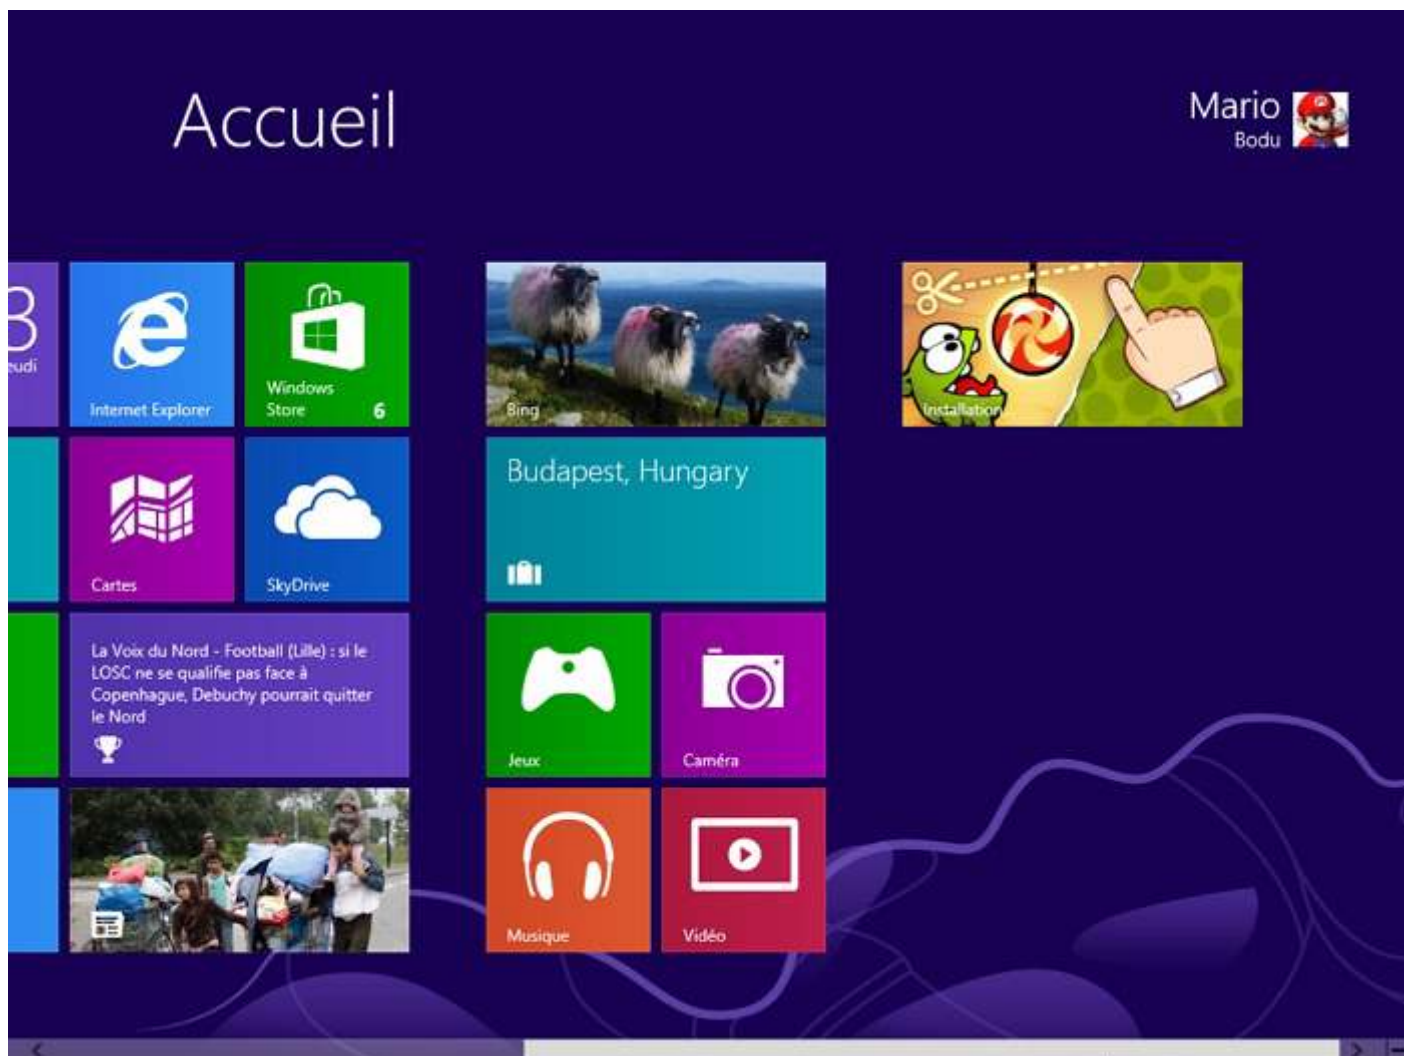 Accueil
Mario
Bodu
eudi
Internet Explorer
Windows
Store 6
Bing
Installation
Cartes
SkyDrive
Budapest, Hungary
La Voix du Nord - Football (Lille) : si le
LOSC ne se qualifie pas face à
Copenhague, Debuchy pourrait quitter
le Nord
Jeux
Caméra
Musique
Vidéo